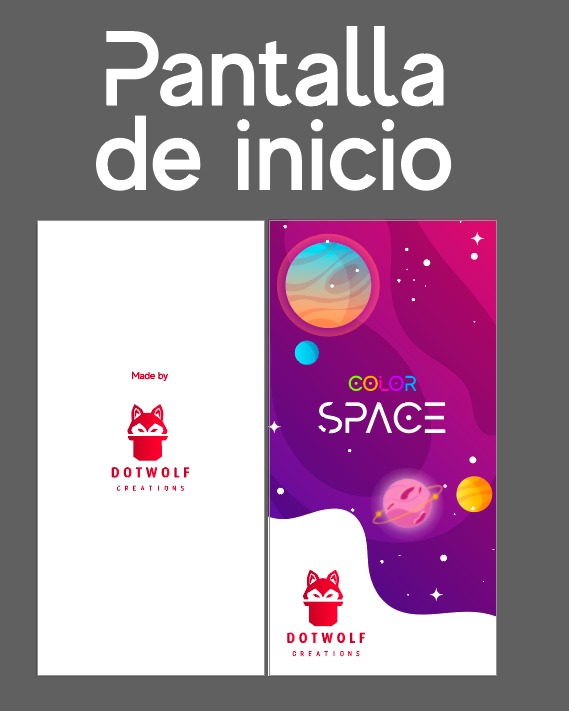 Pantalla
de inicio
Made by
DOTWOLF
CREATIONS
COLOR
SPACE
DOTWOLF
CREATIONS